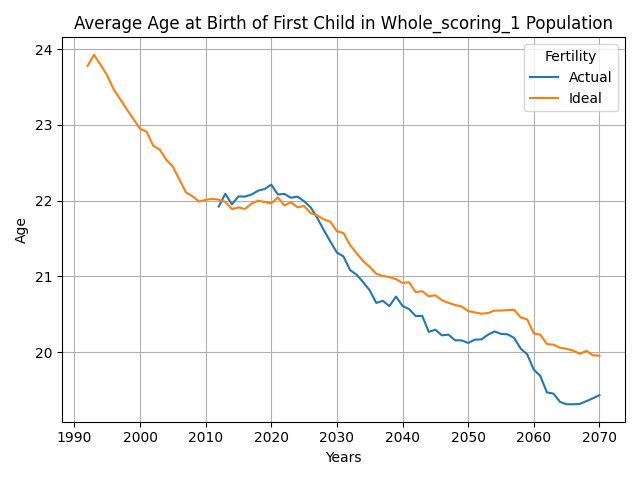 Average Age at Birth of First Child in Whole_scoring_1 Population
Fertility
Actual
Ideal
24
23
22
21
20
Age
1990 2000 2010 2020 2030 2040 2050 2060 2070
Years